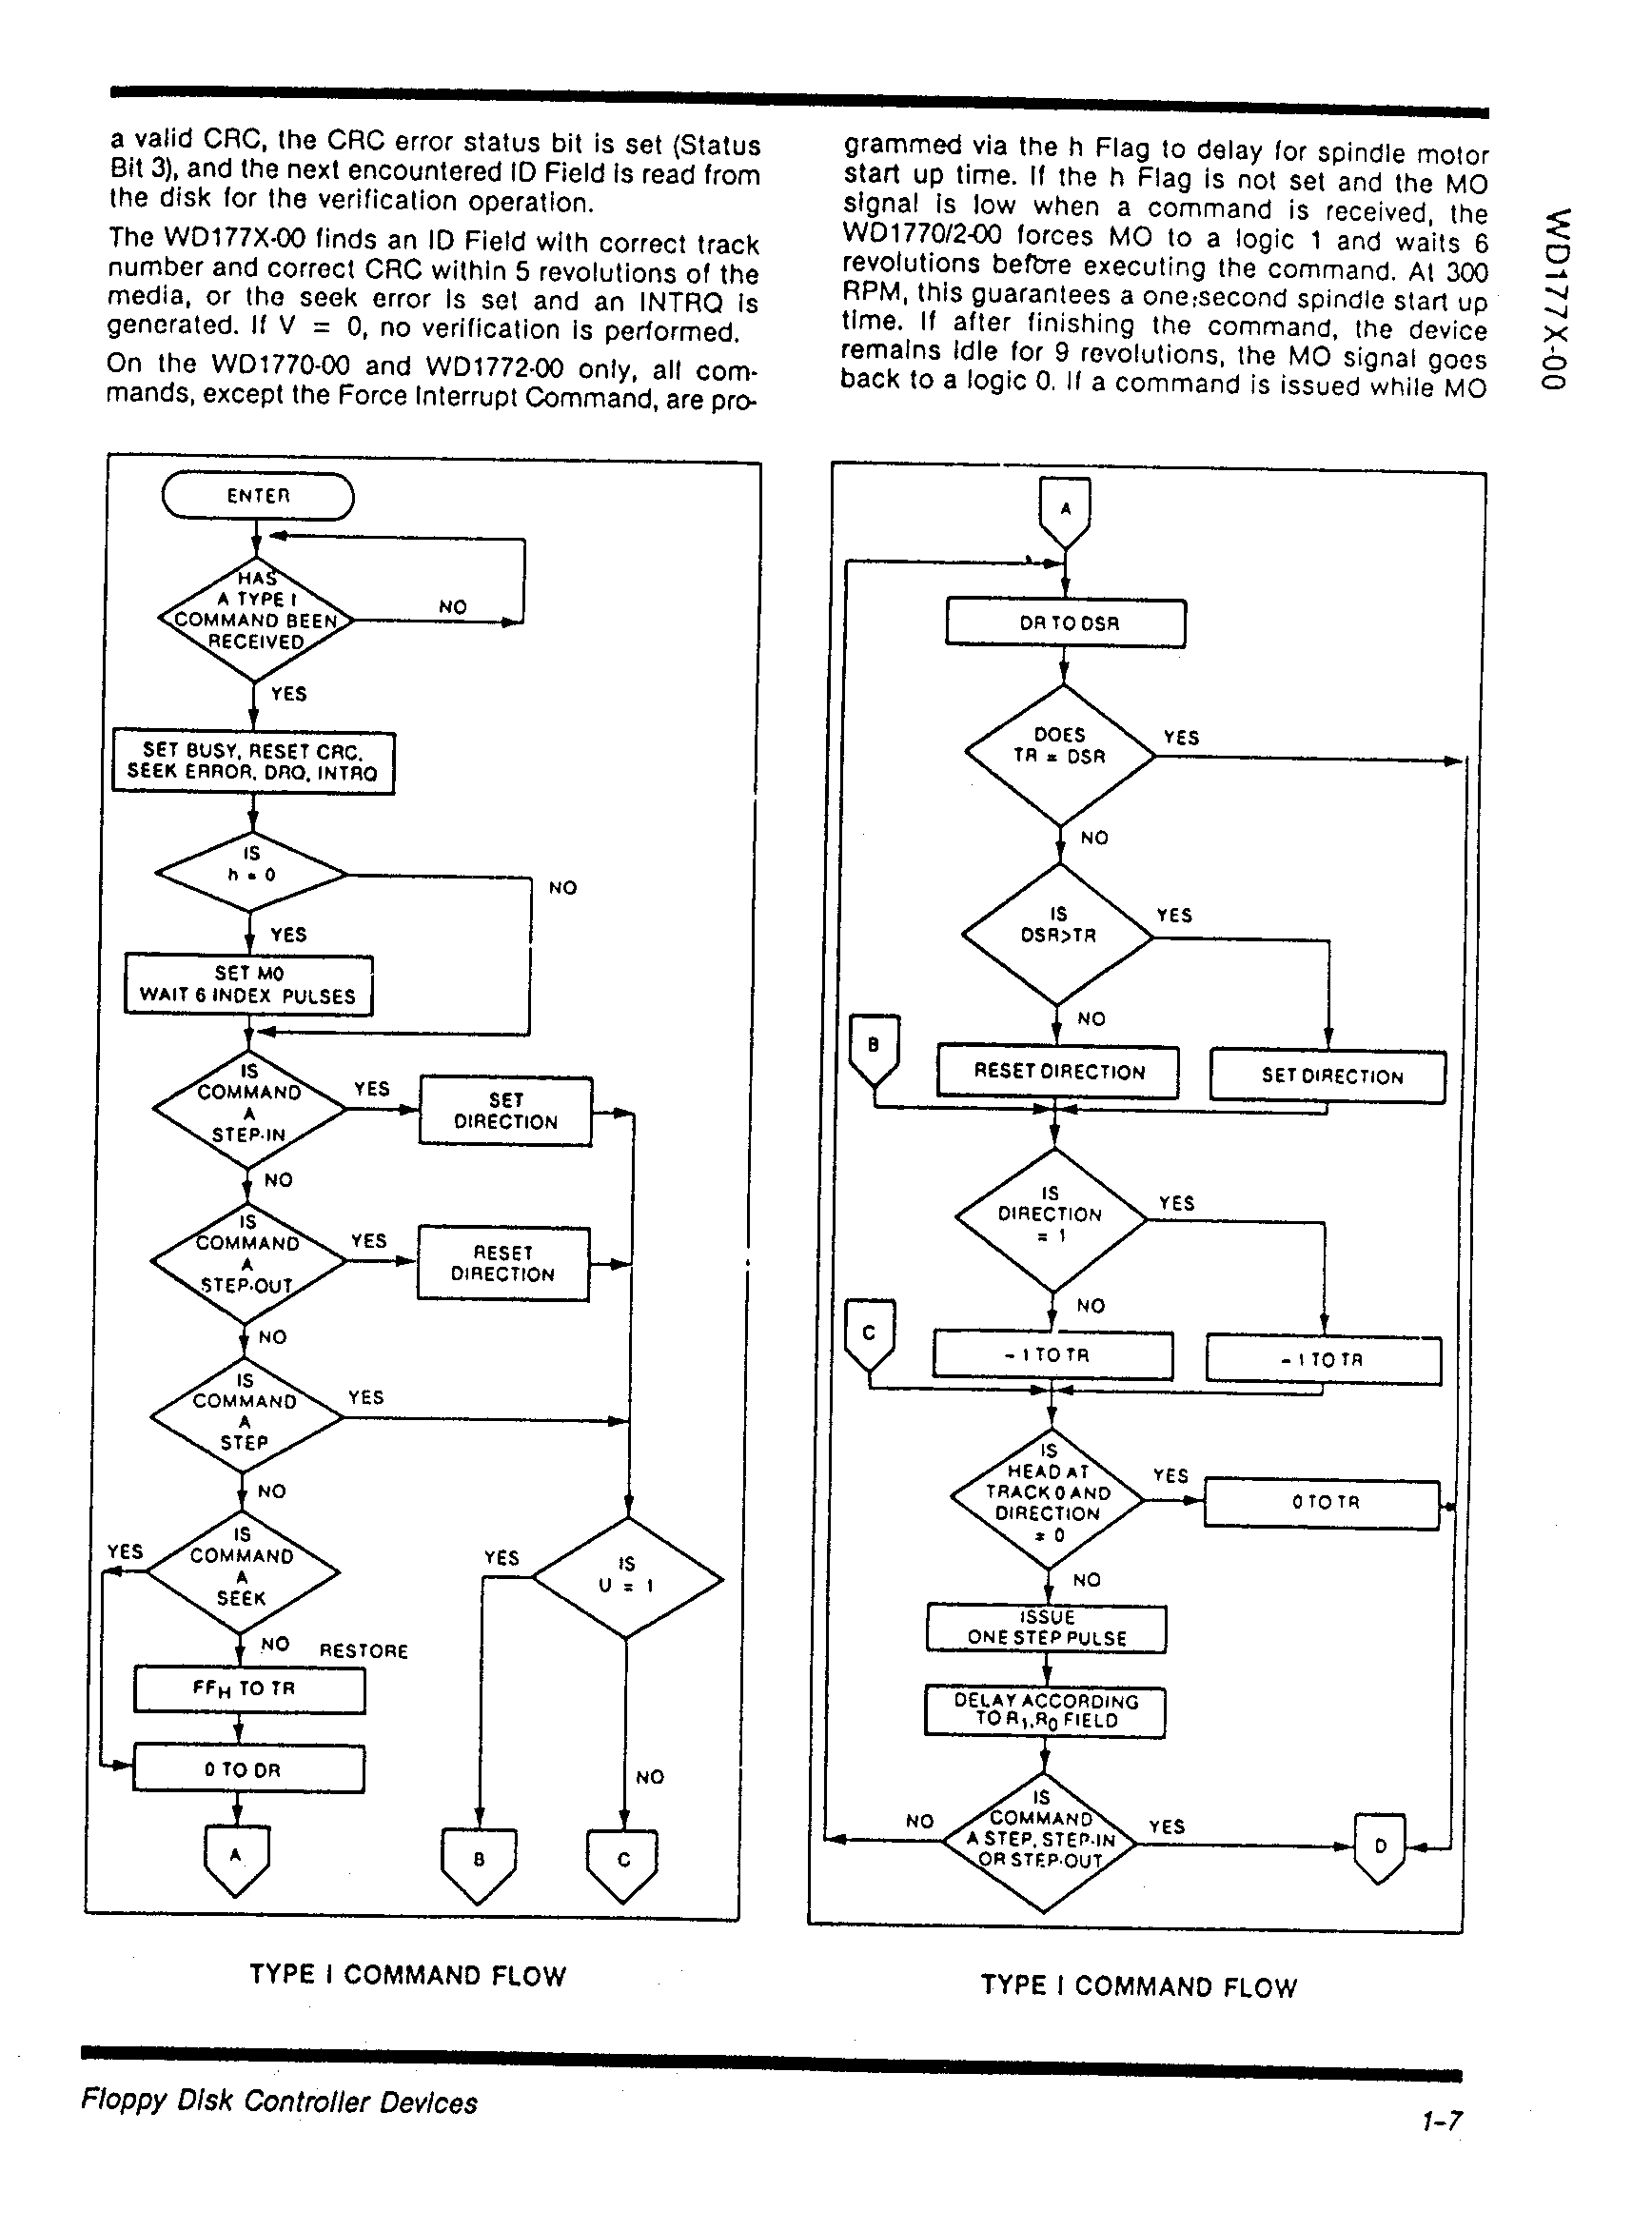 a valid CRC, the CRC error status bit is set (Status
Bit 3), and the next encountered ID Field is read from
the disk for the verification operation.
The WD177X-00 finds an ID Field with correct track
number and correct CRC within 5 revolutions of the
media, or the seek error is set and an INTRQ is
generated. If V = 0, no verification is performed.
On the WD1770-00 and WD1772-00 only, all com-
mands, except the Force Interrupt Command, are pro-
grammed via the h Flag to delay for spindle motor
start up time. If the h Flag is not set and the MO
signal is low when a command is received, the
WD1770/2-00 forces MO to a logic 1 and waits 6
revolutions before executing the command. At 300
RPM, this guarantees a one-second spindle start up
time. If after finishing the command, the device
remains idle for 9 revolutions, the MO signal goes
back to a logic 0. If a command is issued while MO
WD177X-00
ENTER
HAS
A TYPE I
COMMAND BEEN
RECEIVED
NO
YES
SET BUSY, RESET CRC,
SEEK ERROR, DRQ, INTRQ
IS
h = 0
NO
YES
SET MO
WAIT 6 INDEX PULSES
IS
COMMAND
A
STEP-IN
YES
SET
DIRECTION
NO
IS
COMMAND
A
STEP-OUT
YES
RESET
DIRECTION
NO
IS
COMMAND
A
STEP
YES
NO
IS
COMMAND
A
SEEK
YES
NO
RESTORE
FFH TO TR
0 TO DR
A
IS
U = 1
YES
NO
B
C
TYPE I COMMAND FLOW
A
DR TO DSR
DOES
TR = DSR
YES
NO
IS
DSR>TR
YES
NO
B
RESET DIRECTION
SET DIRECTION
IS
DIRECTION
= 1
YES
NO
C
- 1 TO TR
- 1 TO TR
IS
HEAD AT
TRACK 0 AND
DIRECTION
= 0
YES
0 TO TR
NO
ISSUE
ONE STEP PULSE
DELAY ACCORDING
TO R1,R0 FIELD
IS
COMMAND
A STEP, STEP-IN
OR STEP-OUT
NO
YES
D
TYPE I COMMAND FLOW
Floppy Disk Controller Devices
1-7